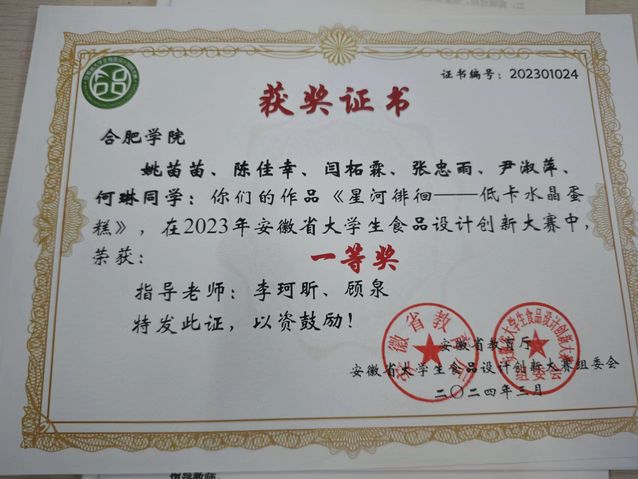 证书编号：202301024
获奖证书
合肥学院
姚苗苗、陈佳幸、闫柘霖、张忠雨、尹淑萍、
何琳同学：你们的作品《星河徘徊——低卡水晶蛋
糕》，在2023年安徽省大学生食品设计创新大赛中，
荣获：一等奖
指导老师：李珂昕、顾泉
特发此证，以资鼓励！
安徽省教育厅
安徽省大学生食品设计创新大赛组委会
二〇二四年三月
指导教师